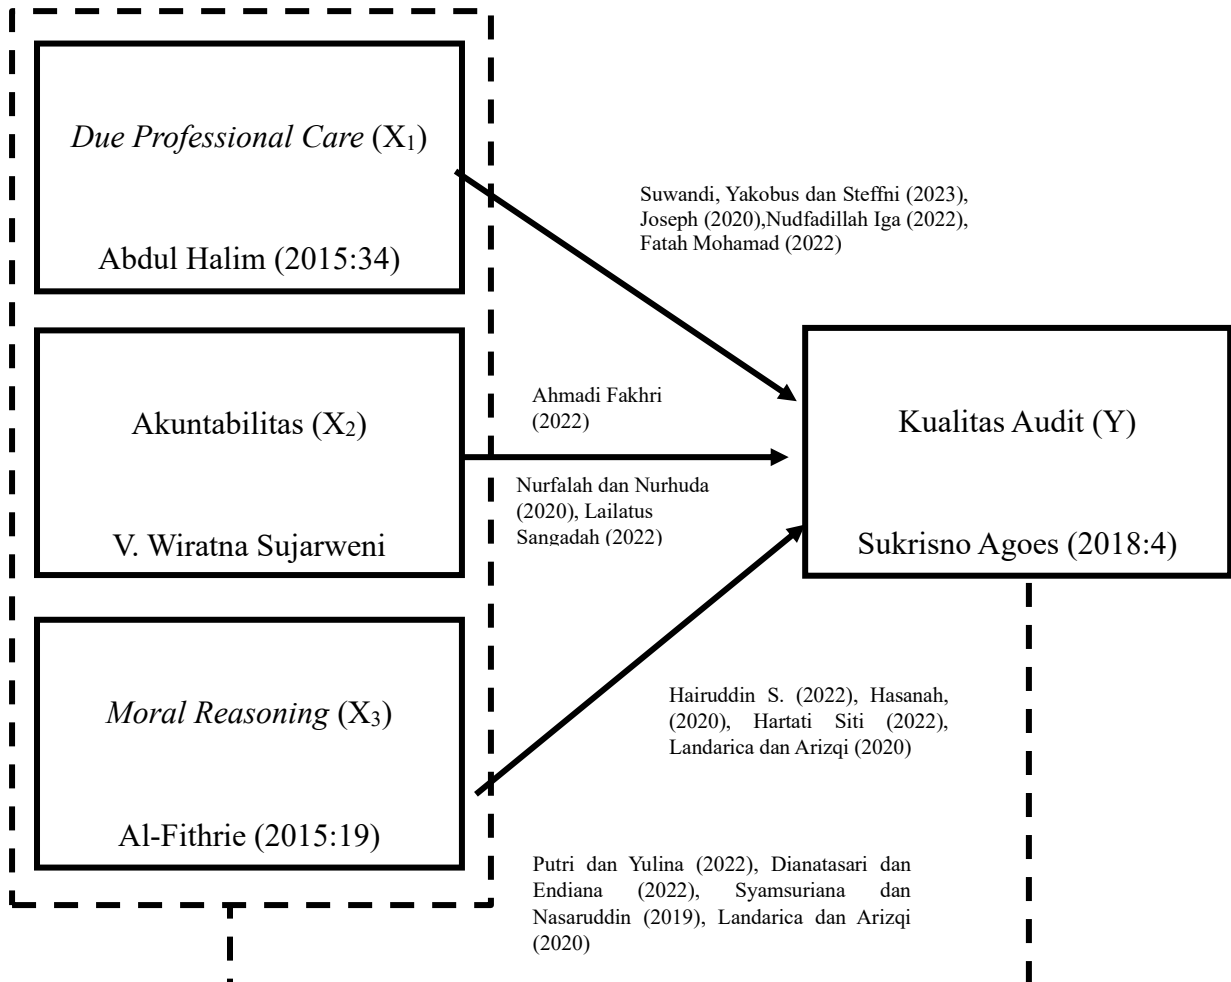 Due Professional Care (X₁)
Abdul Halim (2015:34)
Suwandi, Yakobus dan Steffni (2023),
Joseph (2020),Nudfadillah Iga (2022),
Fatah Mohamad (2022)
Akuntabilitas (X₂)
V. Wiratna Sujarweni
Ahmadi Fakhri
(2022)
Nurfalah dan Nurhuda
(2020), Lailatus
Sangadah (2022)
Kualitas Audit (Y)
Sukrisno Agoes (2018:4)
Moral Reasoning (X₃)
Al-Fithrie (2015:19)
Hairuddin S. (2022), Hasanah,
(2020), Hartati Siti (2022),
Landarica dan Arizqi (2020)
Putri dan Yulina (2022), Dianatasari dan
Endiana (2022), Syamsuriana dan
Nasaruddin (2019), Landarica dan Arizqi
(2020)